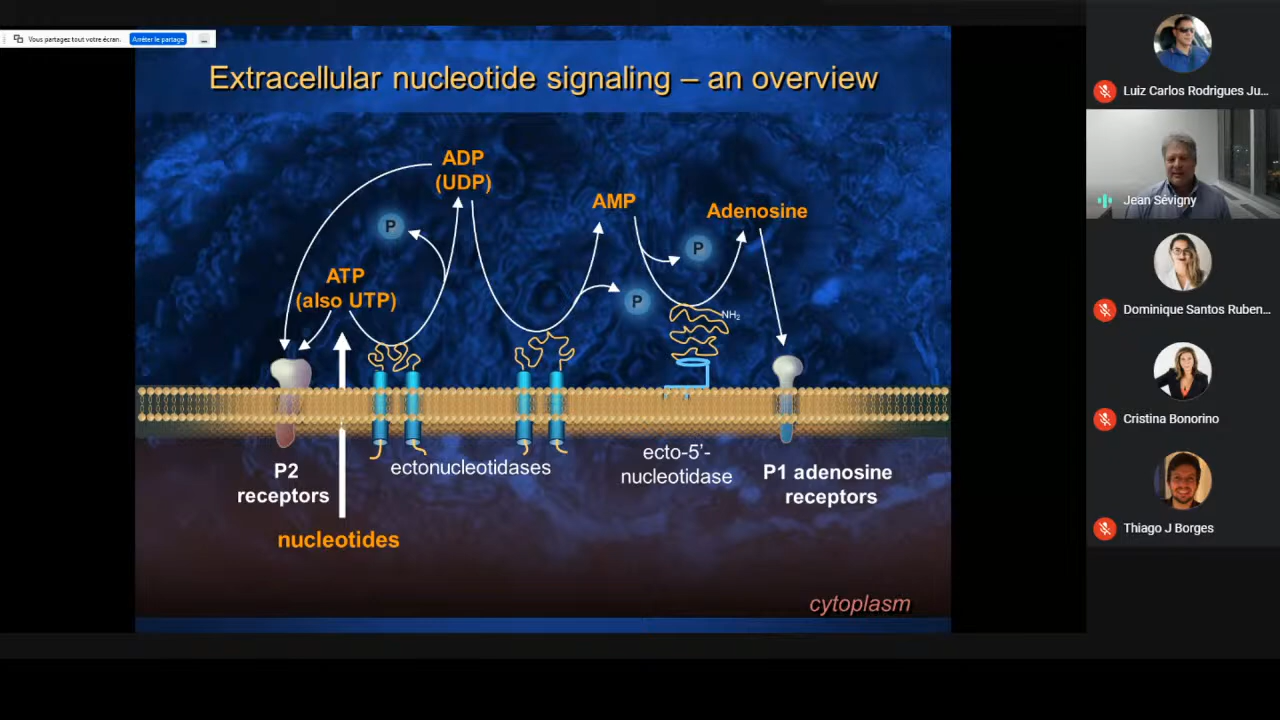 Vous partagez tout votre écran.
Arrêter le partage
Extracellular nucleotide signaling – an overview
ADP
(UDP)
P
AMP
Adenosine
P
ATP
(also UTP)
P
NH2
P2
receptors
ectonucleotidases
ecto-5'-
nucleotidase
P1 adenosine
receptors
nucleotides
cytoplasm
Luiz Carlos Rodrigues Ju...
Jean Sévigny
Dominique Santos Ruben...
Cristina Bonorino
Thiago J Borges